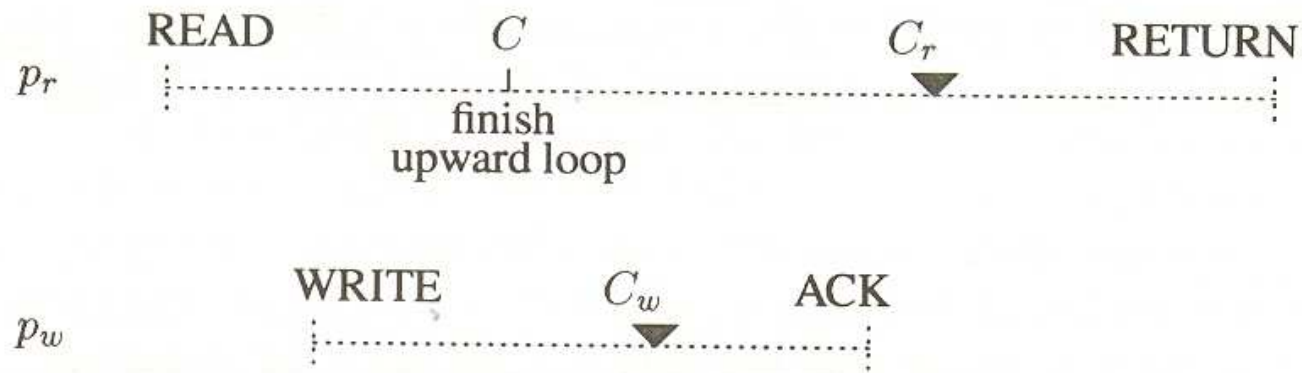 READ C C_r RETURN
p_r
finish
upward loop
WRITE C_w ACK
p_w